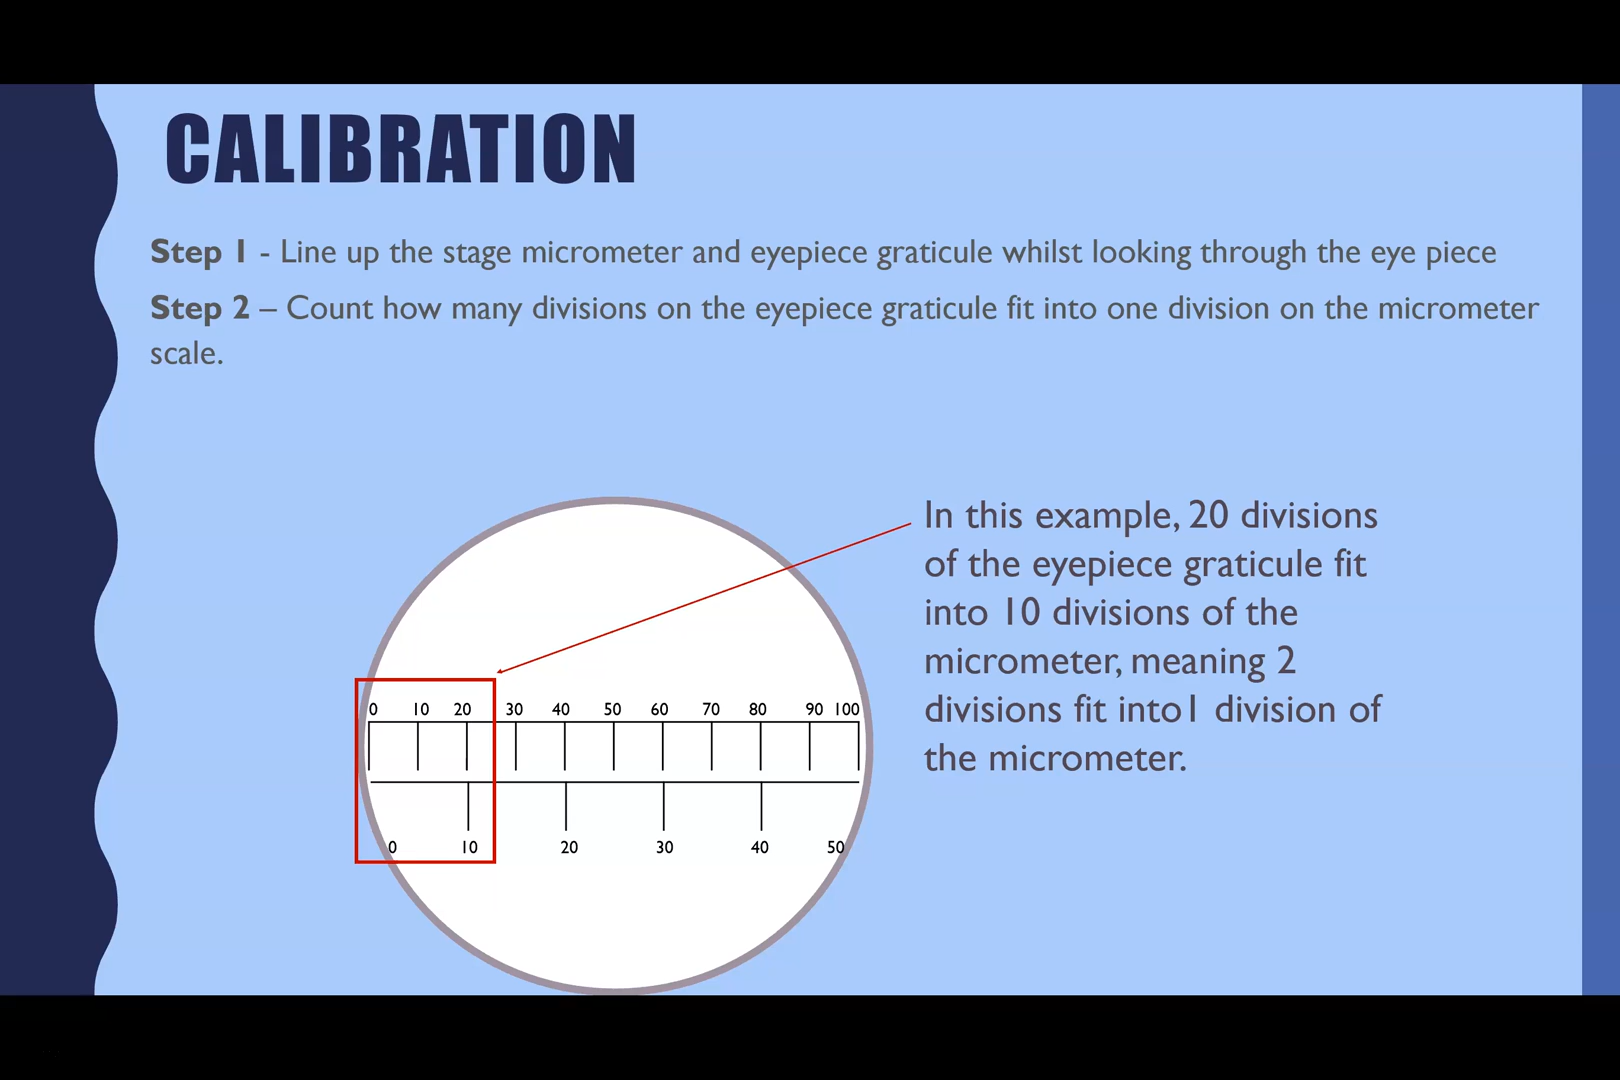 CALIBRATION
Step 1 - Line up the stage micrometer and eyepiece graticule whilst looking through the eye piece
Step 2 – Count how many divisions on the eyepiece graticule fit into one division on the micrometer
scale.
In this example, 20 divisions
of the eyepiece graticule fit
into 10 divisions of the
micrometer, meaning 2
divisions fit into1 division of
the micrometer.
0 10 20 30 40 50 60 70 80 90 100
0 10 20 30 40 50